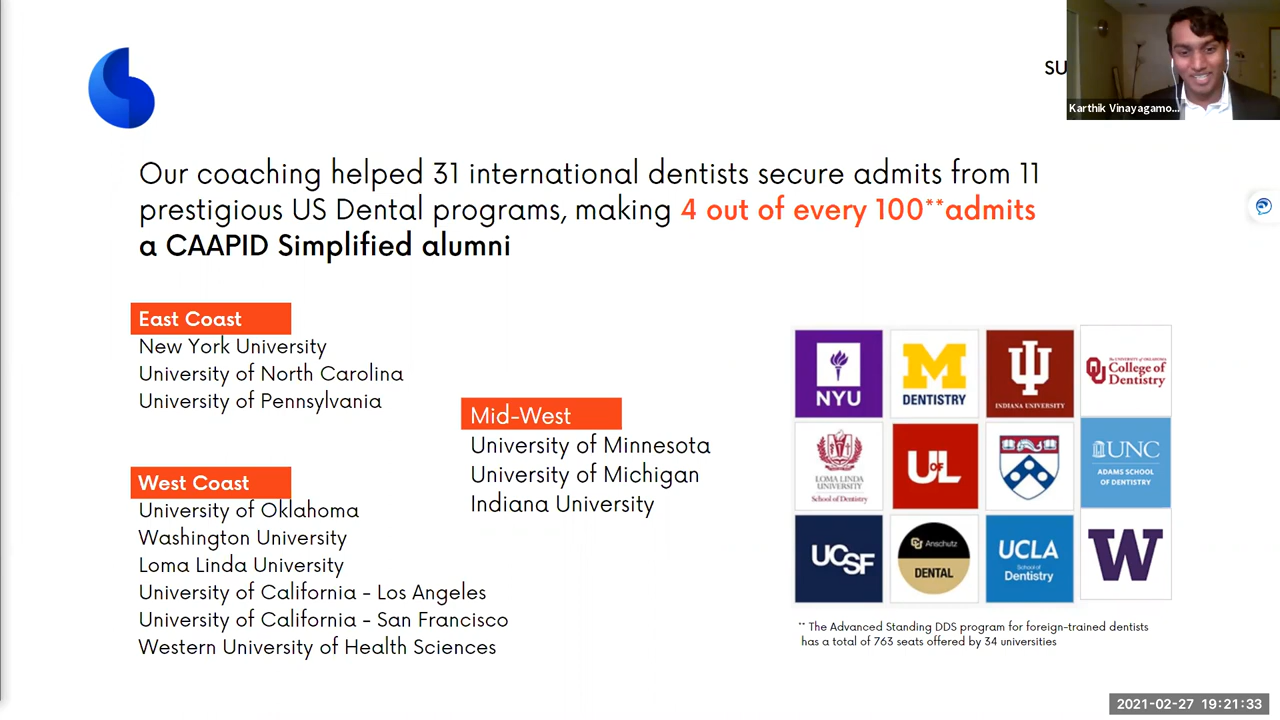 SU
Karthik Vinayagamo...
Our coaching helped 31 international dentists secure admits from 11
prestigious US Dental programs, making 4 out of every 100**admits
a CAAPID Simplified alumni
East Coast
New York University
University of North Carolina
University of Pennsylvania
Mid-West
University of Minnesota
University of Michigan
Indiana University
West Coast
University of Oklahoma
Washington University
Loma Linda University
University of California - Los Angeles
University of California - San Francisco
Western University of Health Sciences
NYU
M
DENTISTRY
INDIANA UNIVERSITY
The UNIVERSITY of OKLAHOMA
OU College of
Dentistry
LOMA LINDA
UNIVERSITY
School of Dentistry
U OF L
UNC
ADAMS SCHOOL
OF DENTISTRY
UCSF
CU Anschutz
DENTAL
UCLA
School of
Dentistry
W
** The Advanced Standing DDS program for foreign-trained dentists
has a total of 763 seats offered by 34 universities
2021-02-27 19:21:33